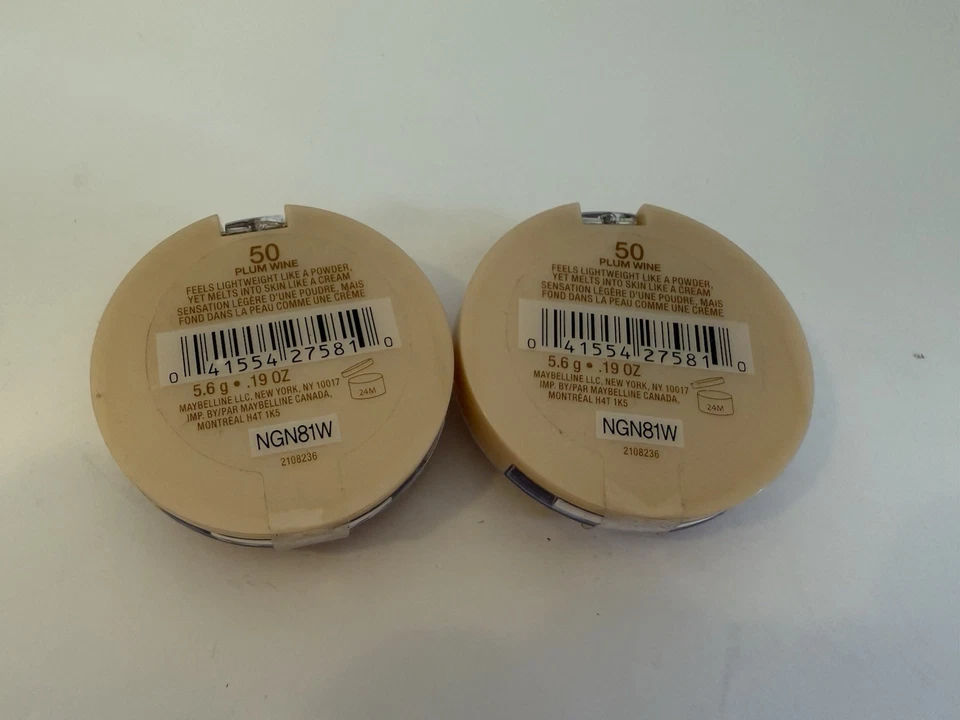 50
PLUM WINE
FEELS LIGHTWEIGHT LIKE A POWDER,
YET MELTS INTO SKIN LIKE A CREAM
SENSATION LÉGÈRE D'UNE POUDRE, MAIS
FOND DANS LA PEAU COMME UNE CRÈME
0 41554 27581 0
5.6 g • .19 OZ
MAYBELLINE LLC, NEW YORK, NY 10017
IMP. BY/PAR MAYBELLINE CANADA,
MONTRÉAL H4T 1K5
24M
NGN81W
2108236
50
PLUM WINE
FEELS LIGHTWEIGHT LIKE A POWDER,
YET MELTS INTO SKIN LIKE A CREAM
SENSATION LÉGÈRE D'UNE POUDRE, MAIS
FOND DANS LA PEAU COMME UNE CRÈME
0 41554 27581 0
5.6 g • .19 OZ
MAYBELLINE LLC, NEW YORK, NY 10017
IMP. BY/PAR MAYBELLINE CANADA,
MONTRÉAL H4T 1K5
24M
NGN81W
2108236